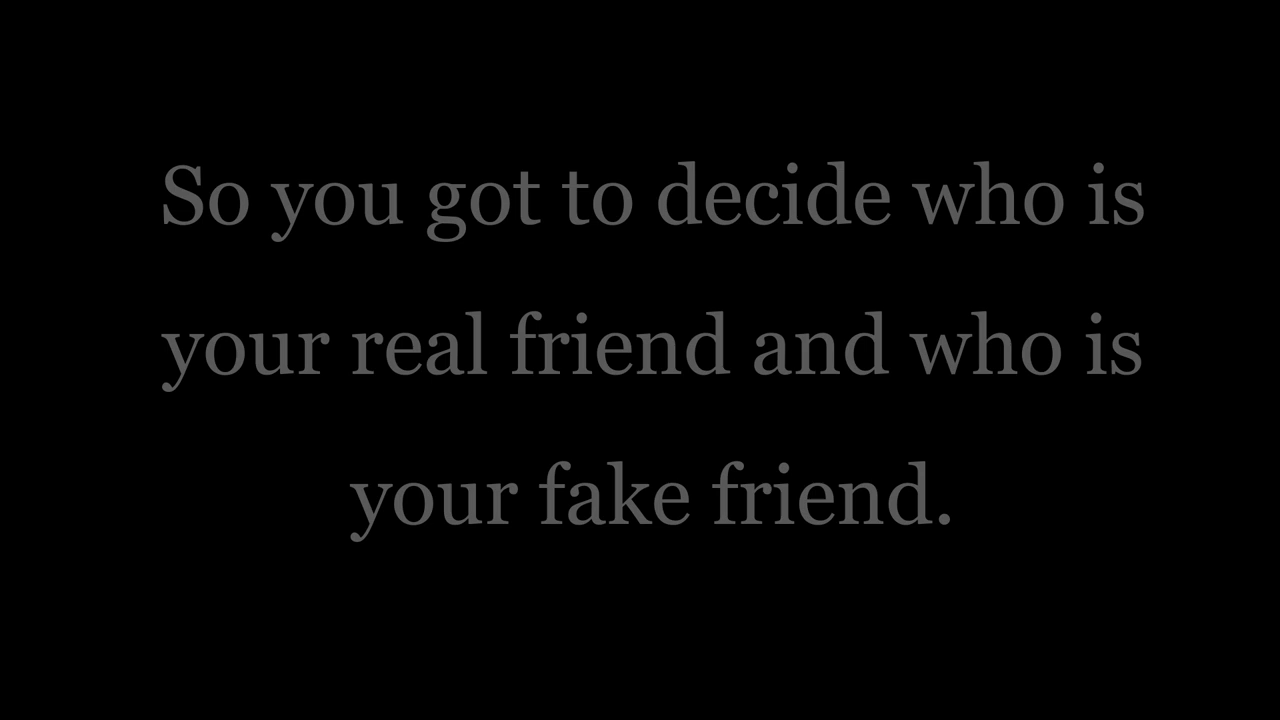 So you got to decide who is
your real friend and who is
your fake friend.